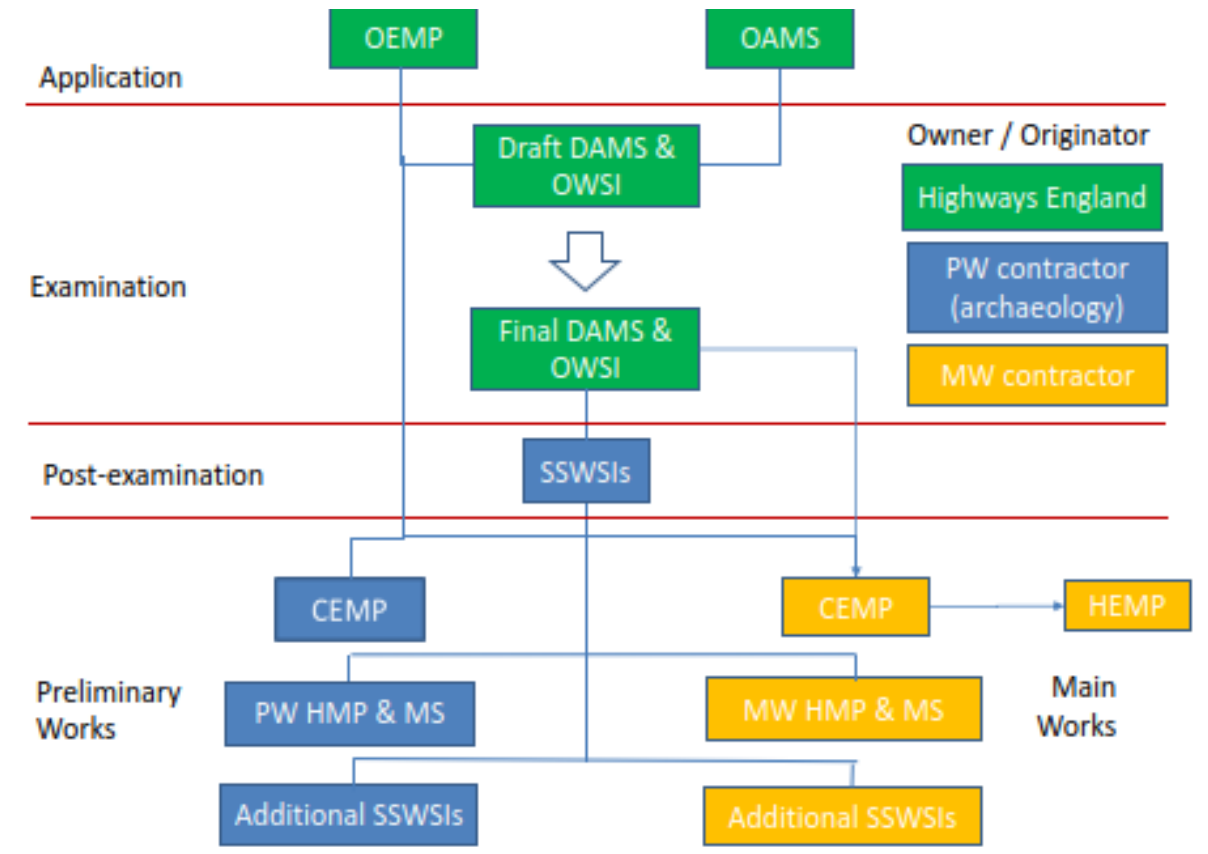 OEMP
OAMS
Application
Owner / Originator
Draft DAMS &
OWSI
Highways England
PW contractor
(archaeology)
Examination
Final DAMS &
OWSI
MW contractor
Post-examination
SSWSIs
CEMP
CEMP
HEMP
Preliminary
Works
PW HMP & MS
MW HMP & MS
Main
Works
Additional SSWSIs
Additional SSWSIs